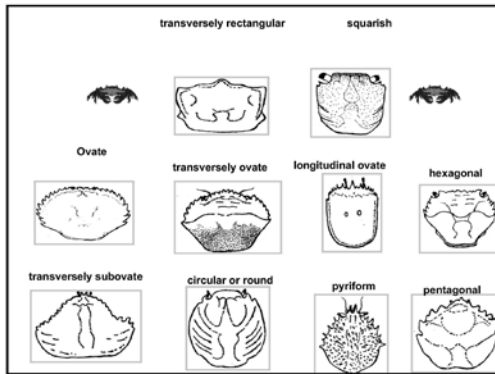 transversely rectangular
squarish
Ovate
transversely ovate
longitudinal ovate
hexagonal
transversely subovate
circular or round
pyriform
pentagonal